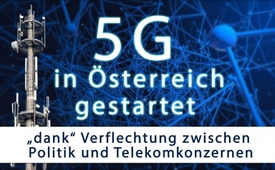 5G
in Österreich
gestartet
„dank“ Verflechtung zwischen
Politik und Telekomkonzernen